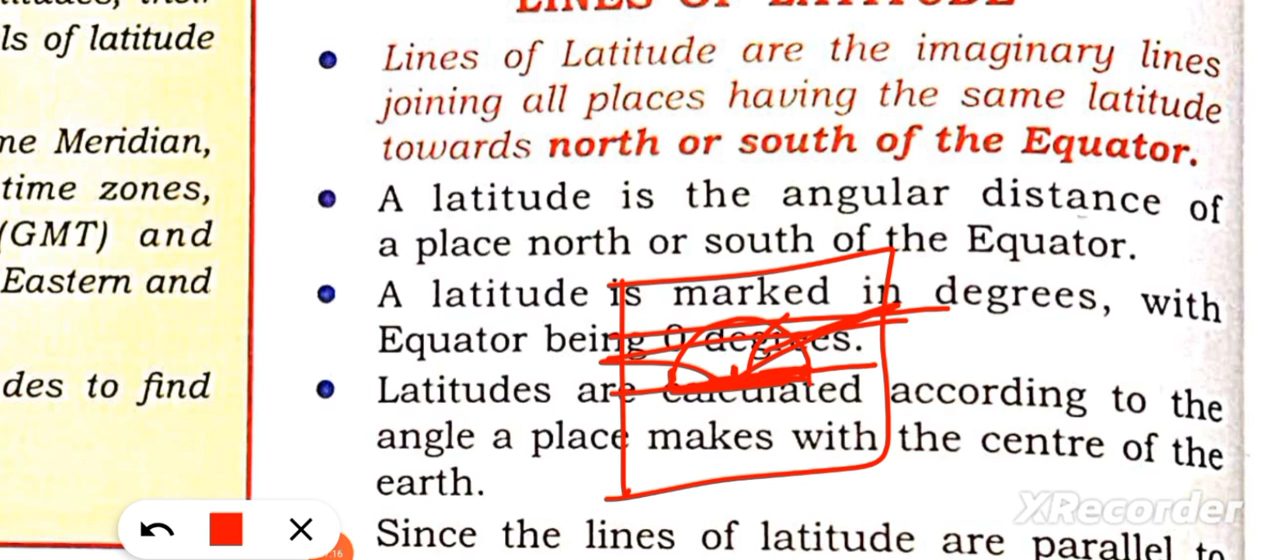 LINES OF LATITUDE
ls of latitude
ne Meridian,
time zones,
(GMT) and
Eastern and
des to find
Lines of Latitude are the imaginary lines
joining all places having the same latitude
towards north or south of the Equator.
A latitude is the angular distance of
a place north or south of the Equator.
A latitude is marked in degrees, with
Equator being 0 degrees.
Latitudes are calculated according to the
angle a place makes with the centre of the
earth.
Since the lines of latitude are parallel to
XRecorder